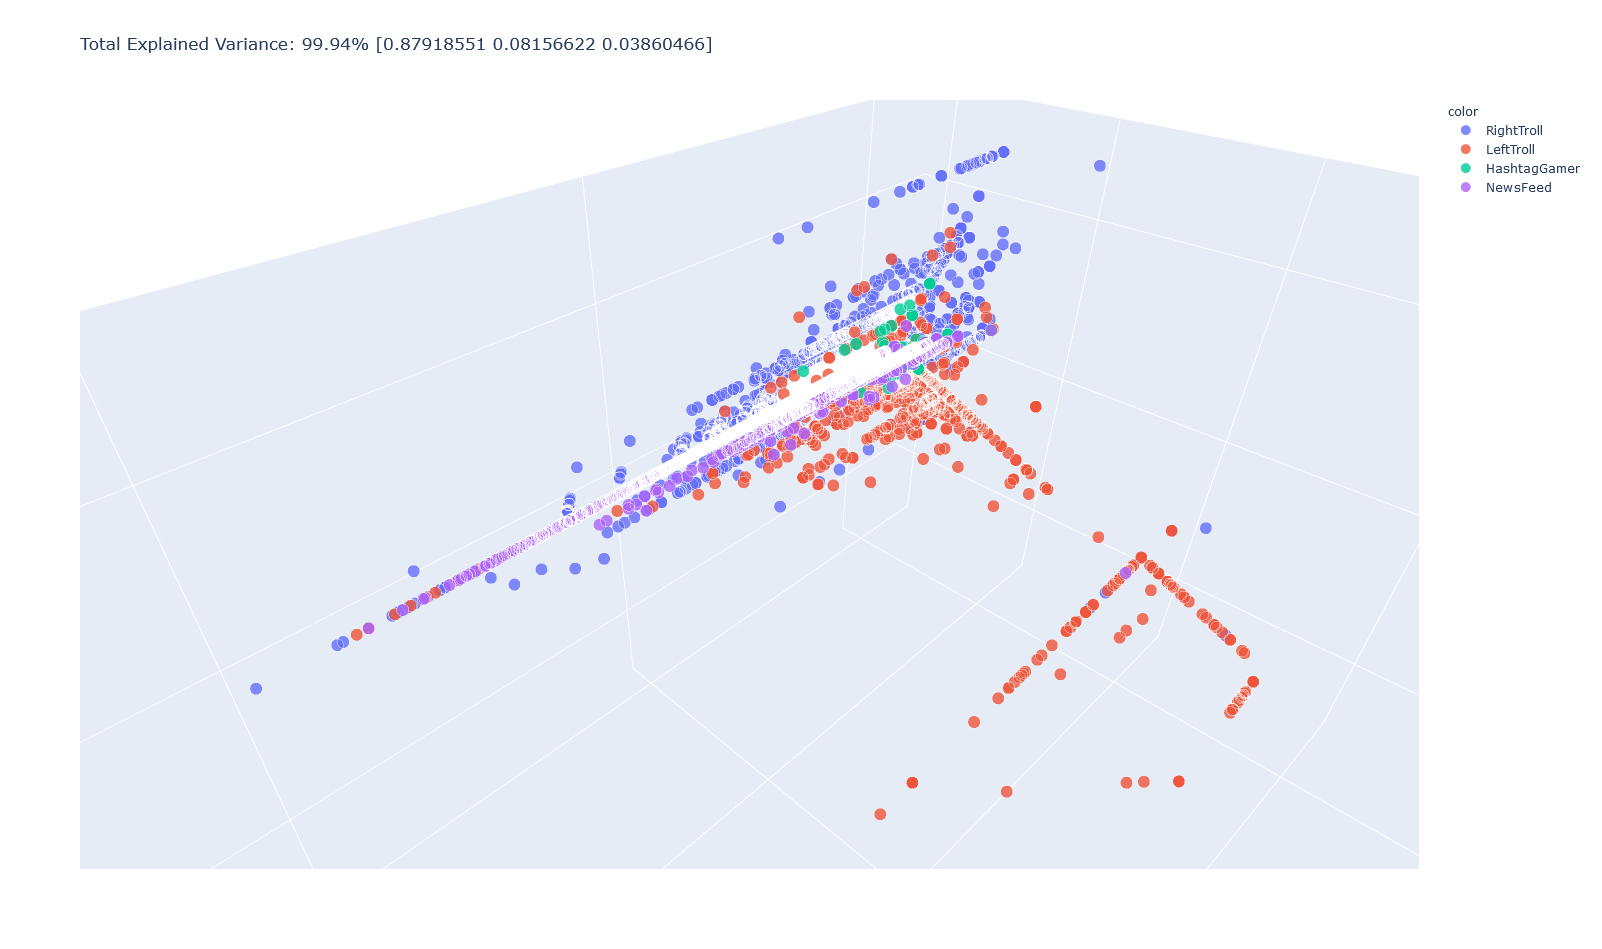 Total Explained Variance: 99.94% [0.87918551 0.08156622 0.03860466]
color
RightTroll
LeftTroll
HashtagGamer
NewsFeed